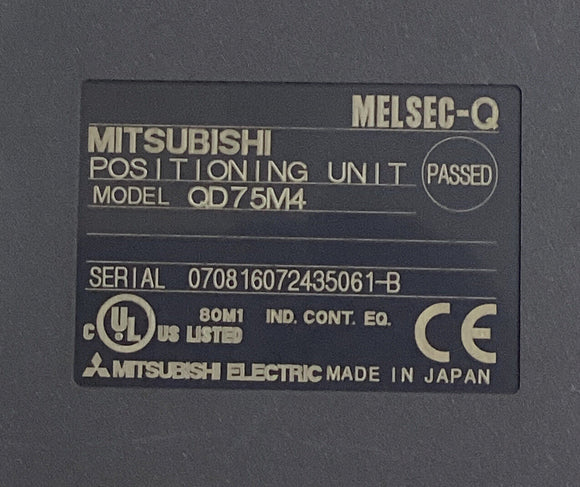 MELSEC-Q
MITSUBISHI
POSITIONING UNIT PASSED
MODEL QD75M4
SERIAL 070816072435061-B
80M1 IND. CONT. EQ.
C UL US LISTED CE
MITSUBISHI ELECTRIC MADE IN JAPAN